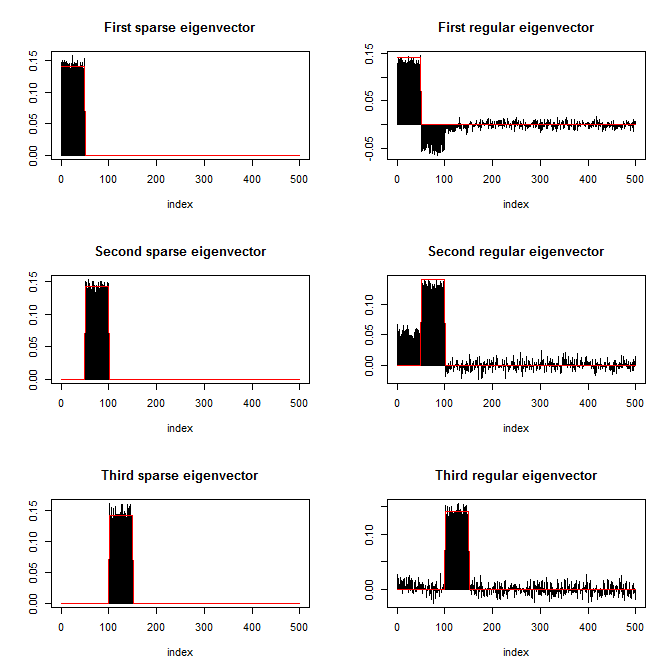 First sparse eigenvector
0.00 0.05 0.10 0.15
0 100 200 300 400 500
index
First regular eigenvector
-0.05 0.05 0.15
0 100 200 300 400 500
index
Second sparse eigenvector
0.00 0.05 0.10 0.15
0 100 200 300 400 500
index
Second regular eigenvector
0.00 0.05 0.10
0 100 200 300 400 500
index
Third sparse eigenvector
0.00 0.05 0.10 0.15
0 100 200 300 400 500
index
Third regular eigenvector
0.00 0.10
0 100 200 300 400 500
index